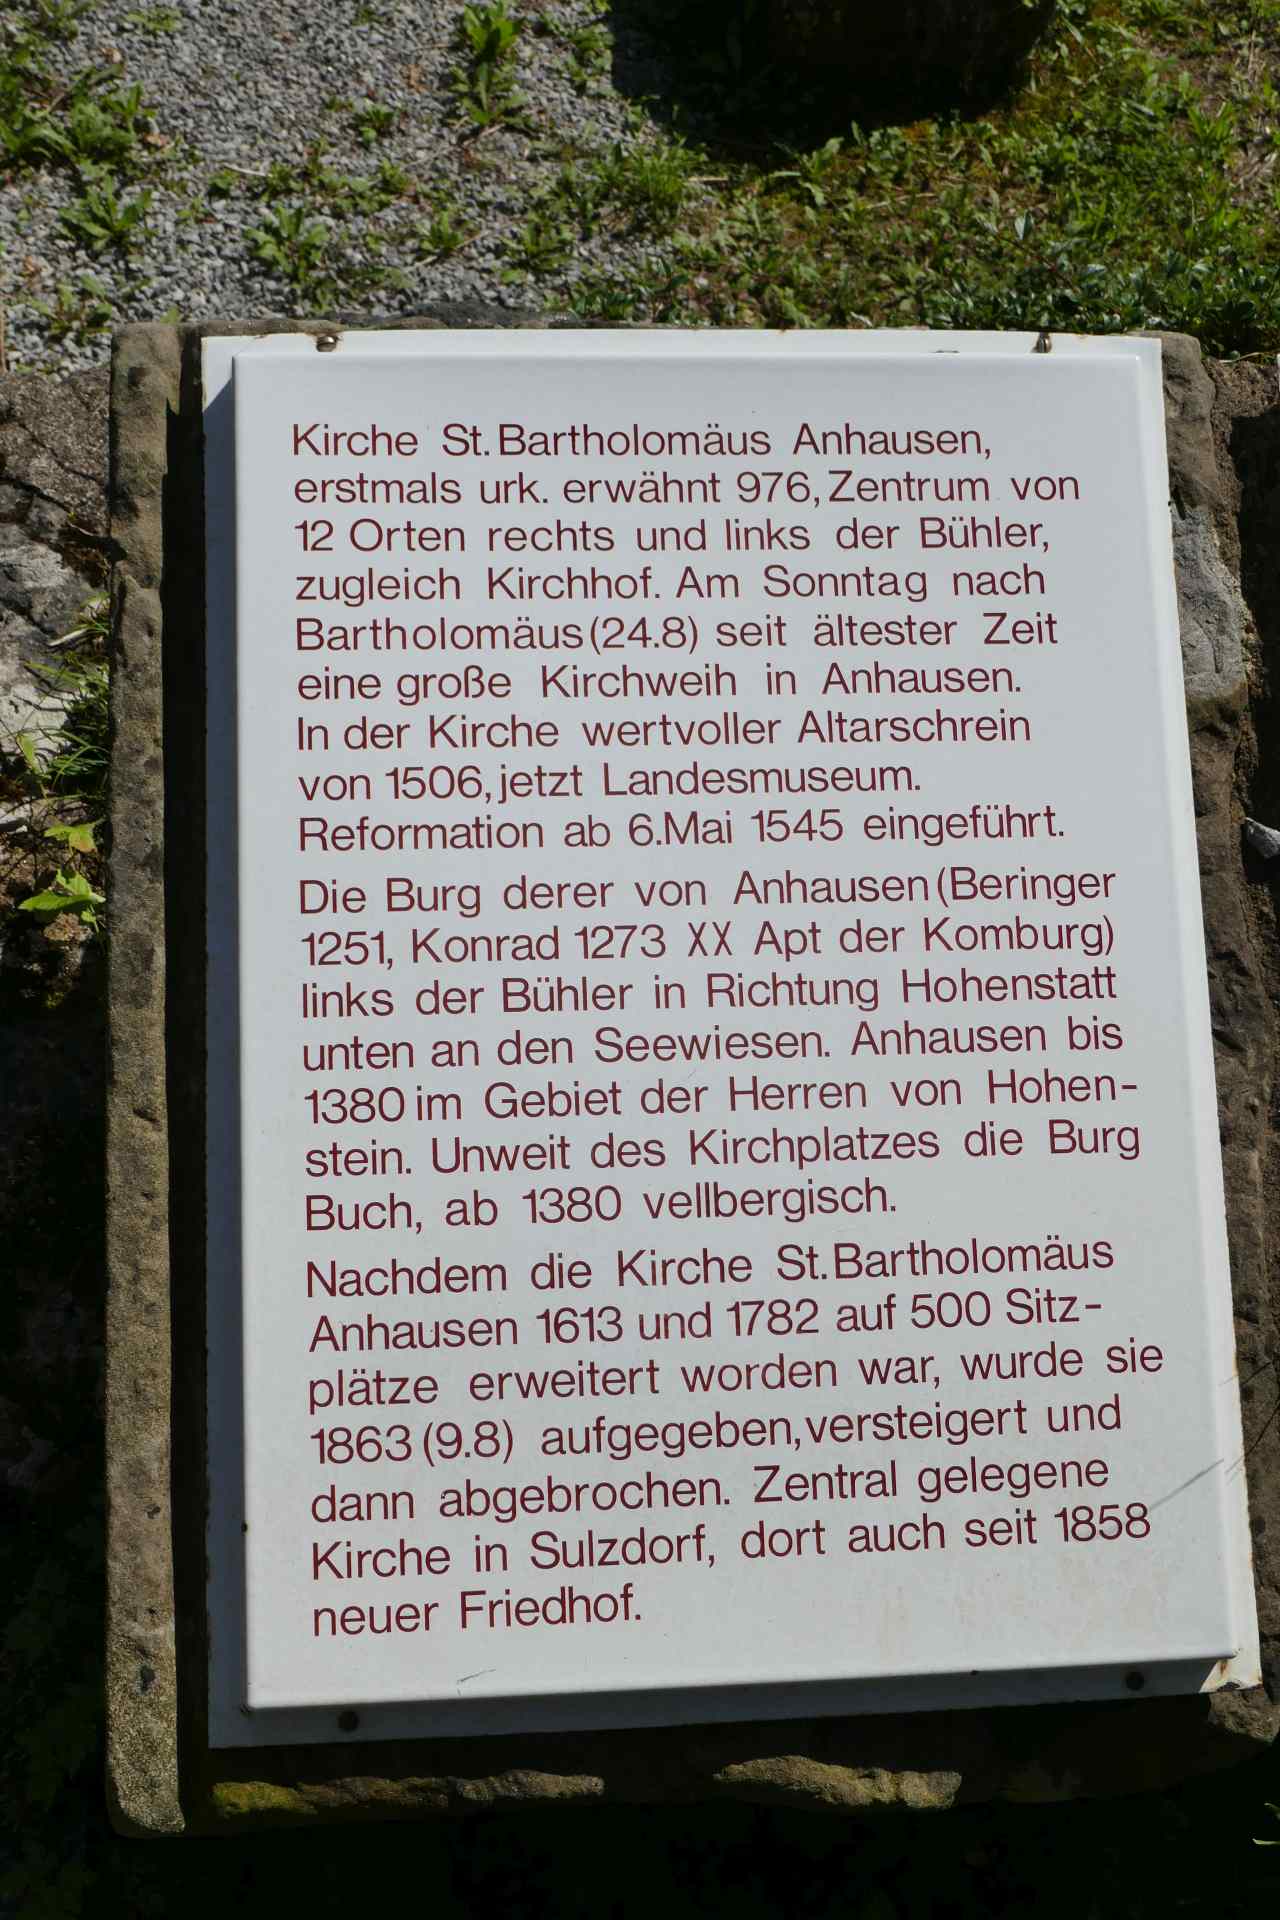 Kirche St. Bartholomäus Anhausen,
erstmals urk. erwähnt 976, Zentrum von
12 Orten rechts und links der Bühler,
zugleich Kirchhof. Am Sonntag nach
Bartholomäus (24.8) seit ältester Zeit
eine große Kirchweih in Anhausen.
In der Kirche wertvoller Altarschrein
von 1506, jetzt Landesmuseum.
Reformation ab 6.Mai 1545 eingeführt.
Die Burg derer von Anhausen (Beringer
1251, Konrad 1273 XX Apt der Komburg)
links der Bühler in Richtung Hohenstatt
unten an den Seewiesen. Anhausen bis
1380 im Gebiet der Herren von Hohen-
stein. Unweit des Kirchplatzes die Burg
Buch, ab 1380 vellbergisch.
Nachdem die Kirche St. Bartholomäus
Anhausen 1613 und 1782 auf 500 Sitz-
plätze erweitert worden war, wurde sie
1863 (9.8) aufgegeben, versteigert und
dann abgebrochen. Zentral gelegene
Kirche in Sulzdorf, dort auch seit 1858
neuer Friedhof.